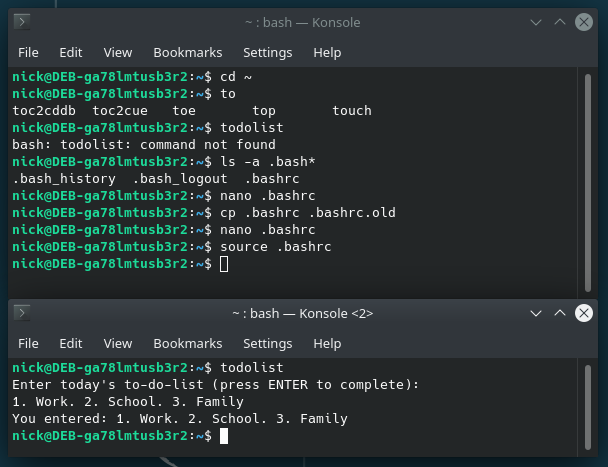 ~ : bash — Konsole
File Edit View Bookmarks Settings Help
nick@DEB-ga78lmtusb3r2:~$ cd ~
nick@DEB-ga78lmtusb3r2:~$ to
toc2cddb  toc2cue   toe       top       touch
nick@DEB-ga78lmtusb3r2:~$ todolist
bash: todolist: command not found
nick@DEB-ga78lmtusb3r2:~$ ls -a .bash*
.bash_history  .bash_logout  .bashrc
nick@DEB-ga78lmtusb3r2:~$ nano .bashrc
nick@DEB-ga78lmtusb3r2:~$ cp .bashrc .bashrc.old
nick@DEB-ga78lmtusb3r2:~$ nano .bashrc
nick@DEB-ga78lmtusb3r2:~$ source .bashrc
nick@DEB-ga78lmtusb3r2:~$
~ : bash — Konsole <2>
File Edit View Bookmarks Settings Help
nick@DEB-ga78lmtusb3r2:~$ todolist
Enter today's to-do-list (press ENTER to complete):
1. Work. 2. School. 3. Family
You entered: 1. Work. 2. School. 3. Family
nick@DEB-ga78lmtusb3r2:~$